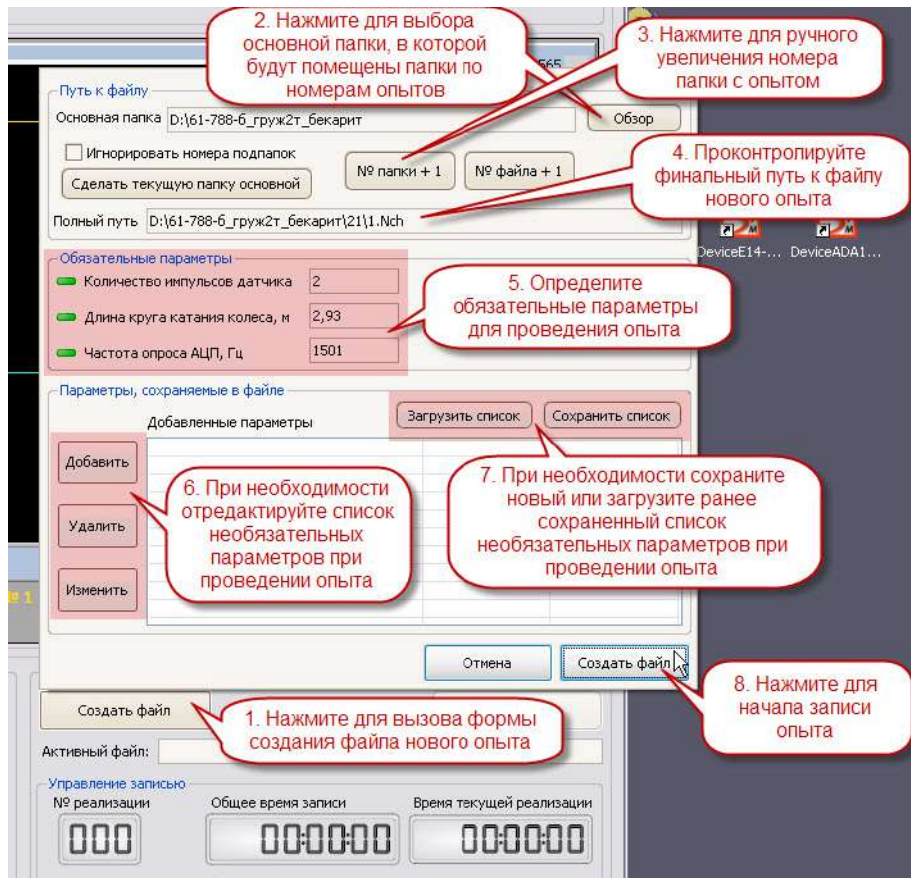 2. Нажмите для выбора
основной папки, в которой
будут помещены папки по
номерам опытов
3. Нажмите для ручного
увеличения номера
папки с опытом
565
Путь к файлу
Основная папка D:\61-788-6_груж2т_бекарит
Обзор
Игнорировать номера подпапок
Сделать текущую папку основной
№ папки + 1
№ файла + 1
4. Проконтролируйте
финальный путь к файлу
нового опыта
Полный путь D:\61-788-6_груж2т_бекарит\21\1.Nch
DeviceE14-... DeviceADA1...
Обязательные параметры
Количество импульсов датчика 2
Длина круга катания колеса, м 2,93
Частота опроса АЦП, Гц 1501
5. Определите
обязательные параметры
для проведения опыта
Параметры, сохраняемые в файле
Добавленные параметры
Загрузить список
Сохранить список
Добавить
Удалить
Изменить
6. При необходимости
отредактируйте список
необязательных
параметров при
проведении опыта
7. При необходимости сохраните
новый или загрузите ранее
сохраненный список
необязательных параметров при
проведении опыта
№ 1
Отмена
Создать файл
8. Нажмите для
начала записи
опыта
Создать файл
1. Нажмите для вызова формы
создания файла нового опыта
Активный файл:
Управление записью
№ реализации
Общее время записи
Время текущей реализации
000
00:00:00
00:00:00